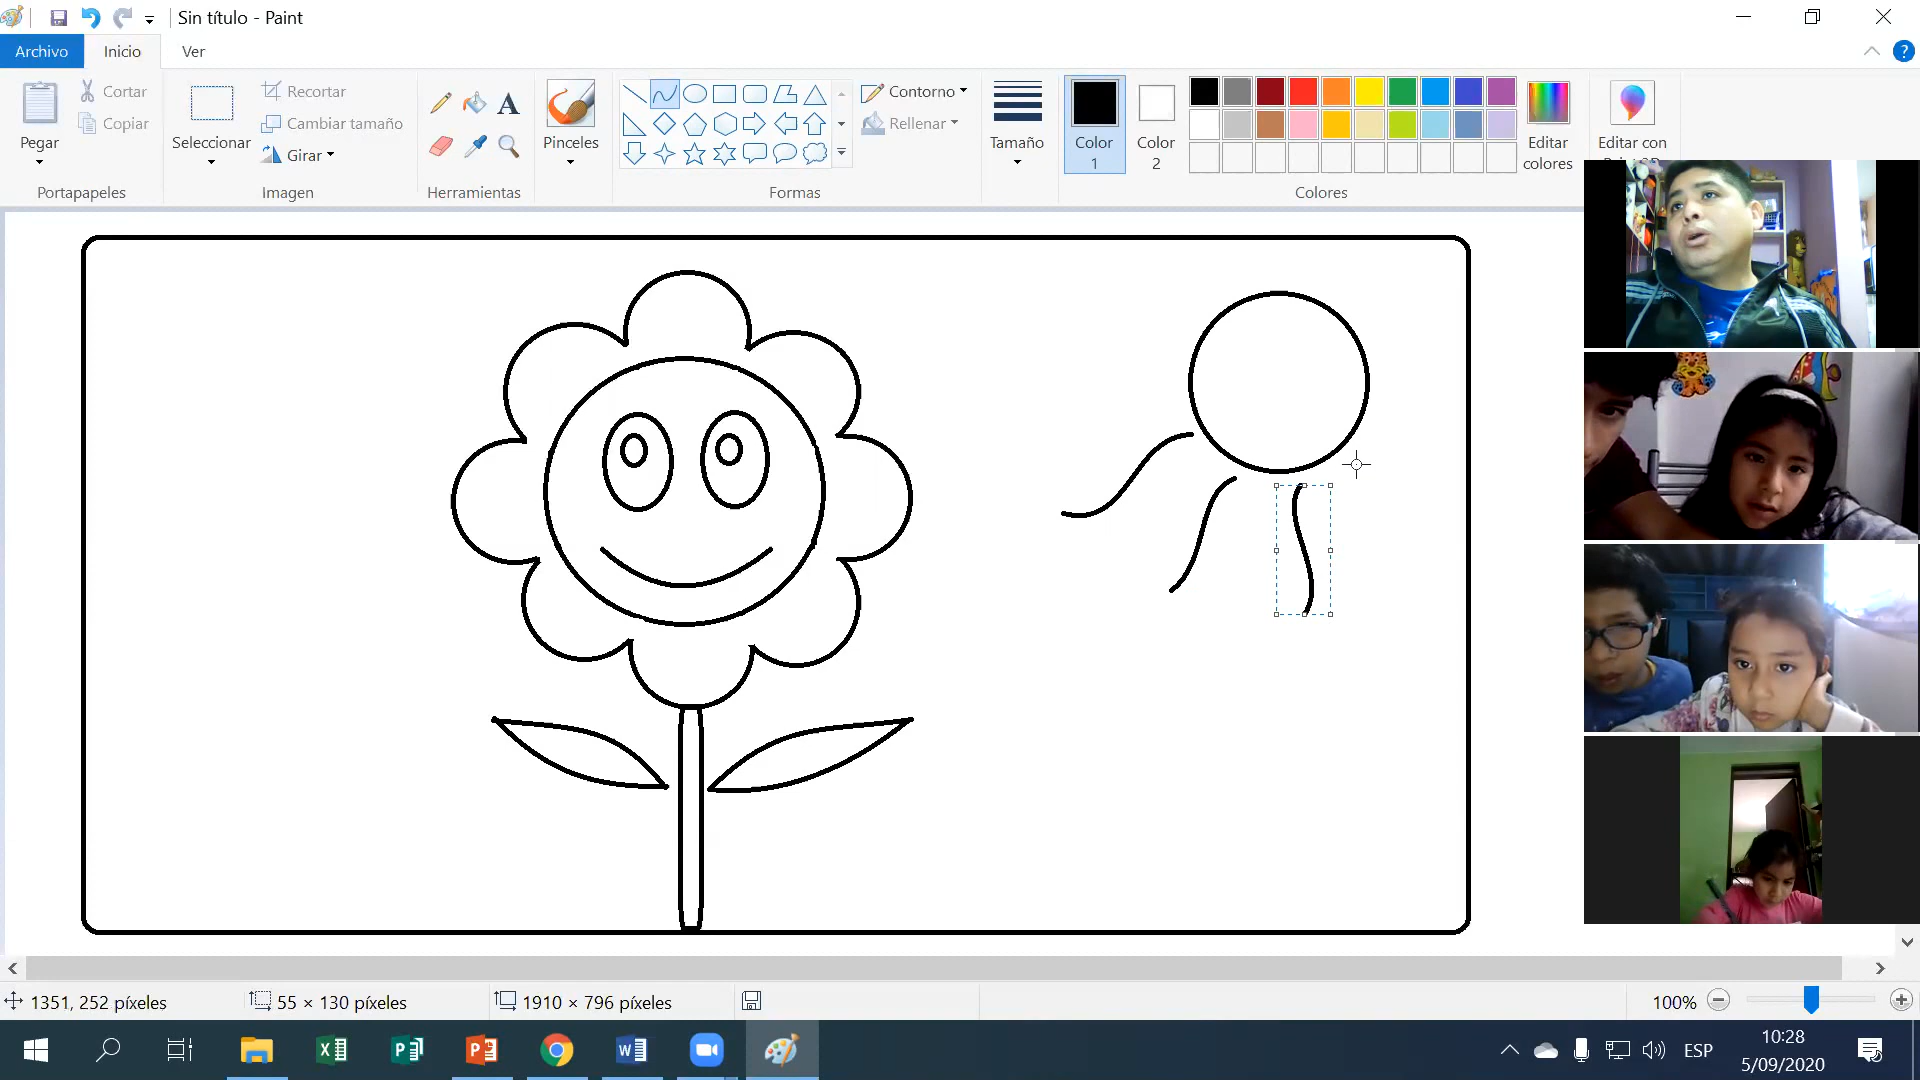 Sin título - Paint
Archivo Inicio Ver
Pegar
Cortar
Copiar
Portapapeles
Seleccionar
Recortar
Cambiar tamaño
Girar
Imagen
A
Herramientas
Pinceles
Contorno
Rellenar
Formas
Tamaño
Color
1
Color
2
Editar
colores
Colores
Editar con
1351, 252 píxeles
55 × 130 píxeles
1910 × 796 píxeles
100%
ESP
10:28
5/09/2020